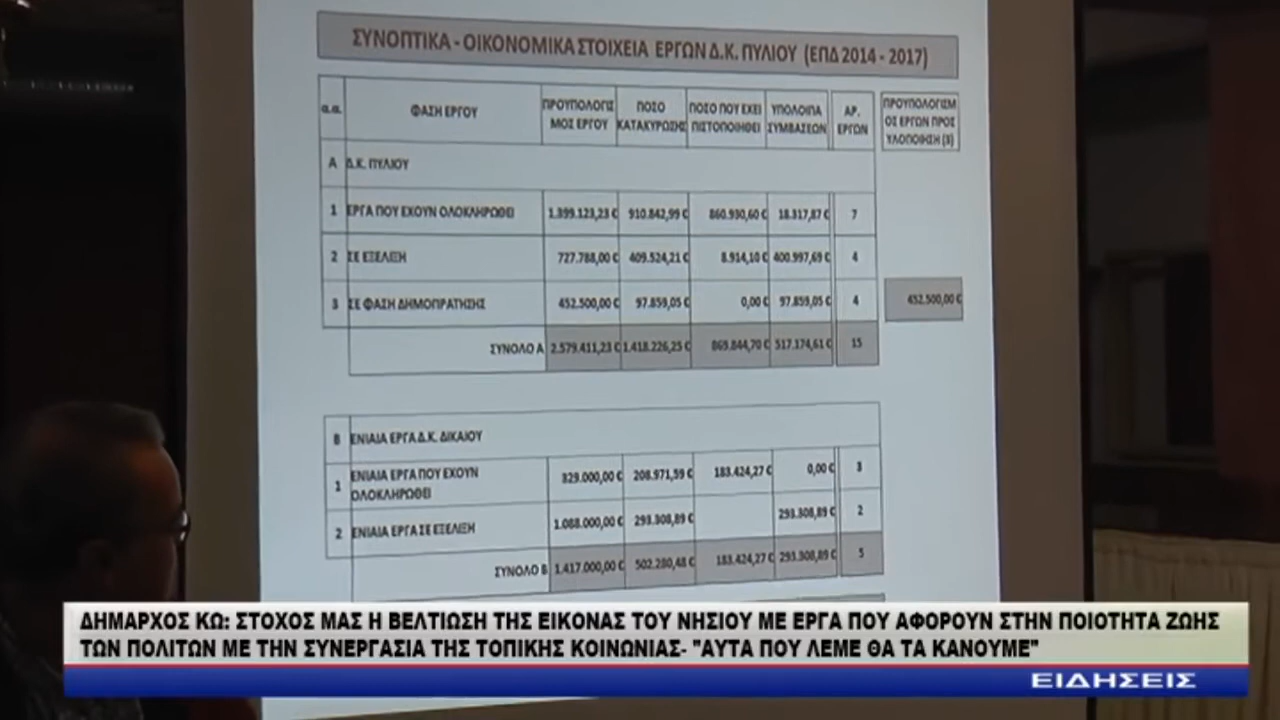 ΣΥΝΟΠΤΙΚΑ - ΟΙΚΟΝΟΜΙΚΑ ΣΤΟΙΧΕΙΑ ΕΡΓΩΝ Δ.Κ. ΠΥΛΙΟΥ (ΕΠΔ 2014 - 2017)
α.α. ΦΑΣΗ ΕΡΓΟΥ ΠΡΟΥΠΟΛΟΓΙΣ ΠΟΣΟ ΠΟΣΟ ΠΟΥ ΕΧΕΙ ΥΠΟΛΟΙΠΑ ΑΡ. ΠΡΟΥΠΟΛΟΓΙΣΜ
ΜΟΣ ΕΡΓΟΥ ΚΑΤΑΚΥΡΩΣΗΣ ΠΙΣΤΟΠΟΙΗΘΕΙ ΣΥΜΒΑΣΕΩΝ ΕΡΓΩΝ ΟΣ ΕΡΓΩΝ ΠΡΟΣ
ΥΛΟΠΟΙΗΣΗ (3)
Α Δ.Κ. ΠΥΛΙΟΥ
1 ΕΡΓΑ ΠΟΥ ΕΧΟΥΝ ΟΛΟΚΛΗΡΩΘΕΙ 1.399.123,23 € 910.842,99 € 860.930,60 € 18.317,87 € 7
2 ΣΕ ΕΞΕΛΙΞΗ 727.788,00 € 409.524,21 € 8.914,10 € 400.997,69 € 4
3 ΣΕ ΦΑΣΗ ΔΗΜΟΠΡΑΤΗΣΗΣ 452.500,00 € 97.859,05 € 0,00 € 97.859,05 € 4 452.500,00 €
ΣΥΝΟΛΟ Α 2.579.411,23 € 1.418.226,25 € 869.844,70 € 517.174,61 € 15
Β ΕΝΙΑΙΑ ΕΡΓΑ Δ.Κ. ΔΙΚΑΙΟΥ
1 ΕΝΙΑΙΑ ΕΡΓΑ ΠΟΥ ΕΧΟΥΝ 329.000,00 € 208.971,59 € 183.424,27 € 0,00 € 3
ΟΛΟΚΛΗΡΩΘΕΙ
2 ΕΝΙΑΙΑ ΕΡΓΑ ΣΕ ΕΞΕΛΙΞΗ 1.088.000,00 € 293.308,89 € 293.308,89 € 2
ΣΥΝΟΛΟ Β 1.417.000,00 € 502.280,48 € 183.424,27 € 293.308,89 € 5
ΔΗΜΑΡΧΟΣ ΚΩ: ΣΤΟΧΟΣ ΜΑΣ Η ΒΕΛΤΙΩΣΗ ΤΗΣ ΕΙΚΟΝΑΣ ΤΟΥ ΝΗΣΙΟΥ ΜΕ ΕΡΓΑ ΠΟΥ ΑΦΟΡΟΥΝ ΣΤΗΝ ΠΟΙΟΤΗΤΑ ΖΩΗΣ
ΤΩΝ ΠΟΛΙΤΩΝ ΜΕ ΤΗΝ ΣΥΝΕΡΓΑΣΙΑ ΤΗΣ ΤΟΠΙΚΗΣ ΚΟΙΝΩΝΙΑΣ- "ΑΥΤΑ ΠΟΥ ΛΕΜΕ ΘΑ ΤΑ ΚΑΝΟΥΜΕ"
ΕΙΔΗΣΕΙΣ